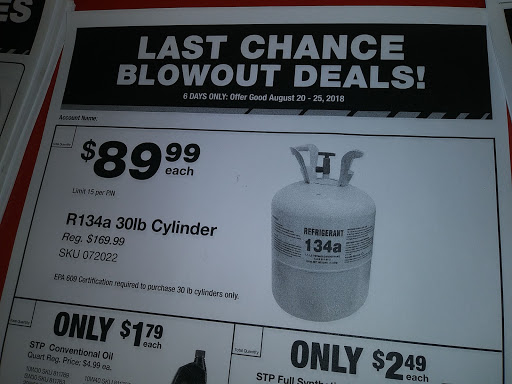 ES
LAST CHANCE
BLOWOUT DEALS!
6 DAYS ONLY: Offer Good August 20 - 25, 2018
Account Name:
$89.99
each
Limit 15 per PIN
R134a 30lb Cylinder
Reg. $169.99
SKU 072022
EPA 609 Certification required to purchase 30 lb cylinders only.
REFRIGERANT
134a
ONLY $1.79
each
STP Conventional Oil
Quart Reg. Price: $4.99 ea.
ONLY $2.49
each
STP Full Synthetic